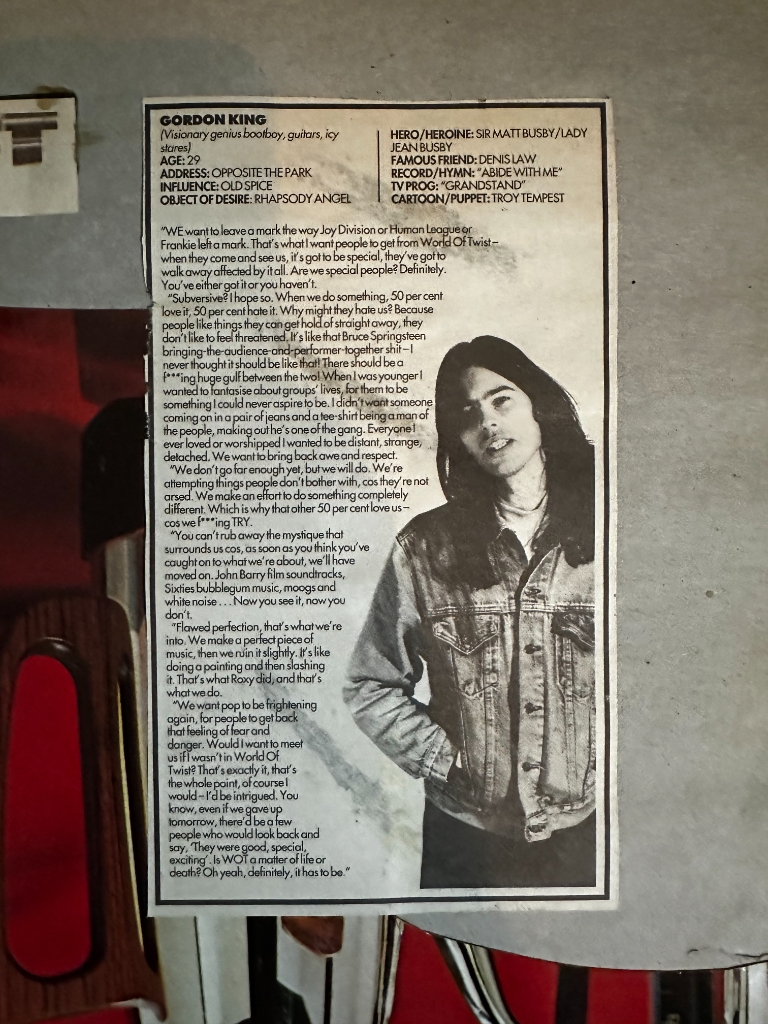 T
GORDON KING
(Visionary genius bootboy, guitars, icy
stares)
AGE: 29
ADDRESS: OPPOSITE THE PARK
INFLUENCE: OLD SPICE
OBJECT OF DESIRE: RHAPSODY ANGEL
HERO/HEROINE: SIR MATT BUSBY/LADY
JEAN BUSBY
FAMOUS FRIEND: DENIS LAW
RECORD/HYMN: "ABIDE WITH ME"
TV PROG: "GRANDSTAND"
CARTOON/PUPPET: TROY TEMPEST
"WE want to leave a mark the way Joy Division or Human League or
Frankie left a mark. That's what I want people to get from World Of Twist –
when they come and see us, it's got to be special, they've got to
walk away affected by it all. Are we special people? Definitely.
You've either got it or you haven't.
"Subversive? I hope so. When we do something, 50 per cent
love it, 50 per cent hate it. Why might they hate us? Because
people like things they can get hold of straight away, they
don't like to feel threatened. It's like that Bruce Springsteen
bringing-the-audience-and-performer-together shit – I
never thought it should be like that! There should be a
f***ing huge gulf between the two! When I was younger I
wanted to fantasise about groups' lives, for them to be
something I could never aspire to be. I didn't want someone
coming on in a pair of jeans and a tee-shirt being a man of
the people, making out he's one of the gang. Everyone I
ever loved or worshipped I wanted to be distant, strange,
detached. We want to bring back awe and respect.
"We don't go far enough yet, but we will do. We're
attempting things people don't bother with, cos they're not
arsed. We make an effort to do something completely
different. Which is why that other 50 per cent love us –
cos we f***ing TRY.
"You can't rub away the mystique that
surrounds us cos, as soon as you think you've
caught on to what we're about, we'll have
moved on. John Barry film soundtracks,
Sixties bubblegum music, moogs and
white noise . . . Now you see it, now you
don't.
"Flawed perfection, that's what we're
into. We make a perfect piece of
music, then we ruin it slightly. It's like
doing a painting and then slashing
it. That's what Roxy did, and that's
what we do.
"We want pop to be frightening
again, for people to get back
that feeling of fear and
danger. Would I want to meet
us if I wasn't in World Of
Twist? That's exactly it, that's
the whole point, of course I
would – I'd be intrigued. You
know, even if we gave up
tomorrow, there'd be a few
people who would look back and
say, 'They were good, special,
exciting'. Is WOT a matter of life or
death? Oh yeah, definitely, it has to be."